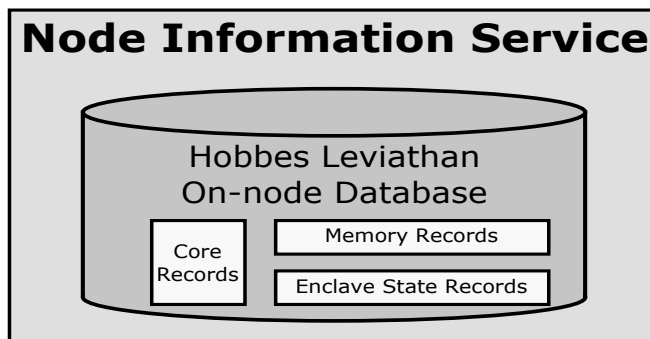 Node Information Service
Hobbes Leviathan
On-node Database
Core
Records
Memory Records
Enclave State Records